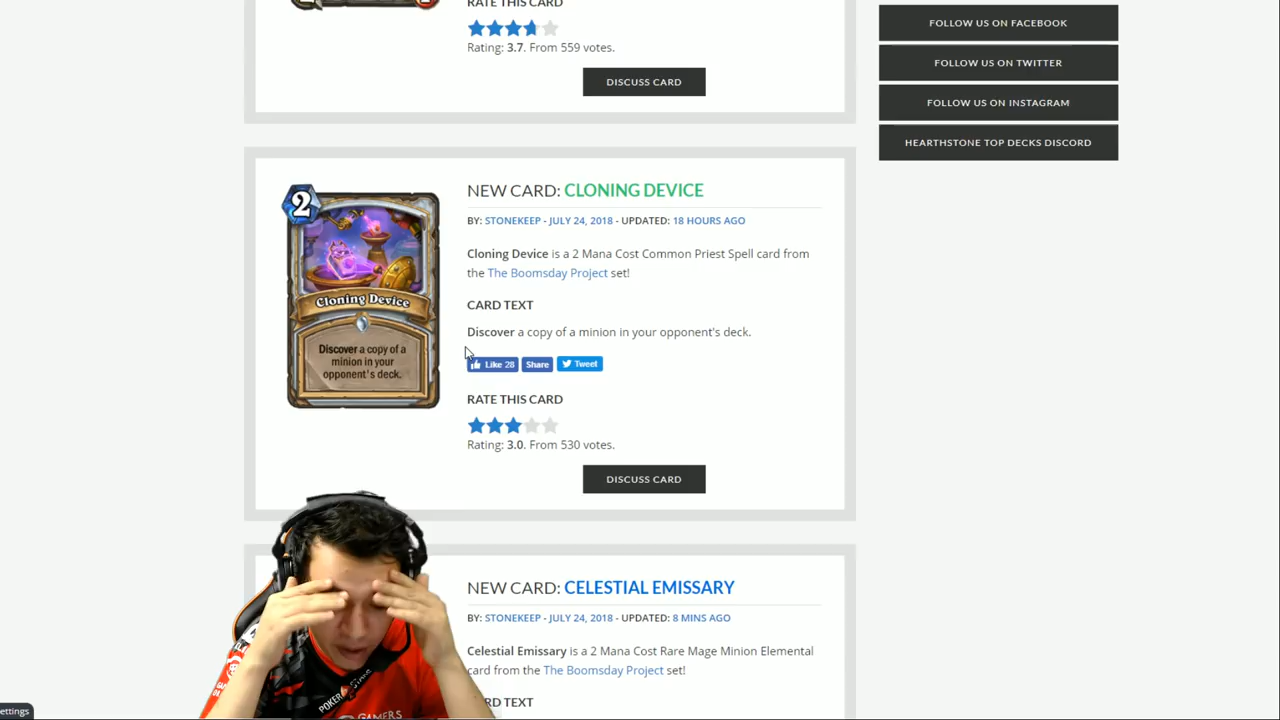 RATE THIS CARD
Rating: 3.7. From 559 votes.
DISCUSS CARD
FOLLOW US ON FACEBOOK
FOLLOW US ON TWITTER
FOLLOW US ON INSTAGRAM
HEARTHSTONE TOP DECKS DISCORD
2
Cloning Device
Discover a copy of a
minion in your
opponent's deck.
NEW CARD: CLONING DEVICE
BY: STONEKEEP - JULY 24, 2018 - UPDATED: 18 HOURS AGO
Cloning Device is a 2 Mana Cost Common Priest Spell card from
the The Boomsday Project set!
CARD TEXT
Discover a copy of a minion in your opponent's deck.
Like 28 Share Tweet
RATE THIS CARD
Rating: 3.0. From 530 votes.
DISCUSS CARD
NEW CARD: CELESTIAL EMISSARY
BY: STONEKEEP - JULY 24, 2018 - UPDATED: 8 MINS AGO
Celestial Emissary is a 2 Mana Cost Rare Mage Minion Elemental
card from the The Boomsday Project set!
RD TEXT
ettings
POKER
GAMERS